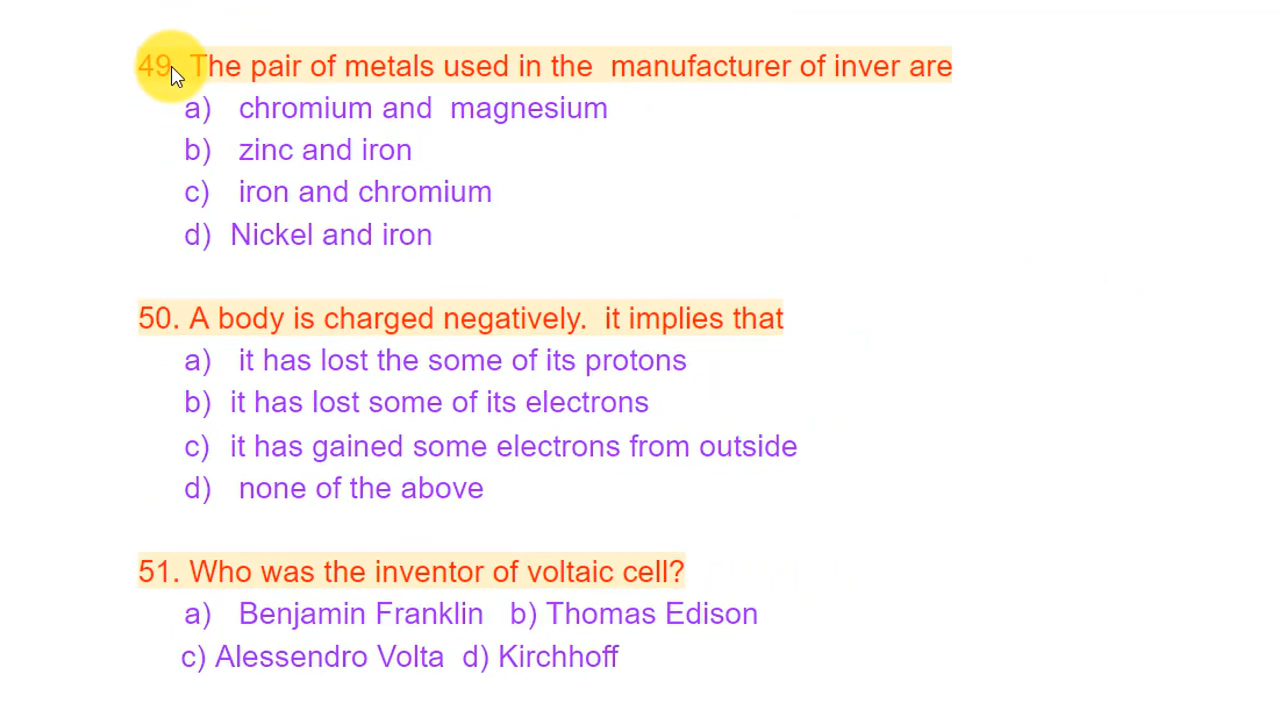 49. The pair of metals used in the manufacturer of inver are
a) chromium and magnesium
b) zinc and iron
c) iron and chromium
d) Nickel and iron
50. A body is charged negatively. it implies that
a) it has lost the some of its protons
b) it has lost some of its electrons
c) it has gained some electrons from outside
d) none of the above
51. Who was the inventor of voltaic cell?
a) Benjamin Franklin b) Thomas Edison
c) Alessendro Volta d) Kirchhoff